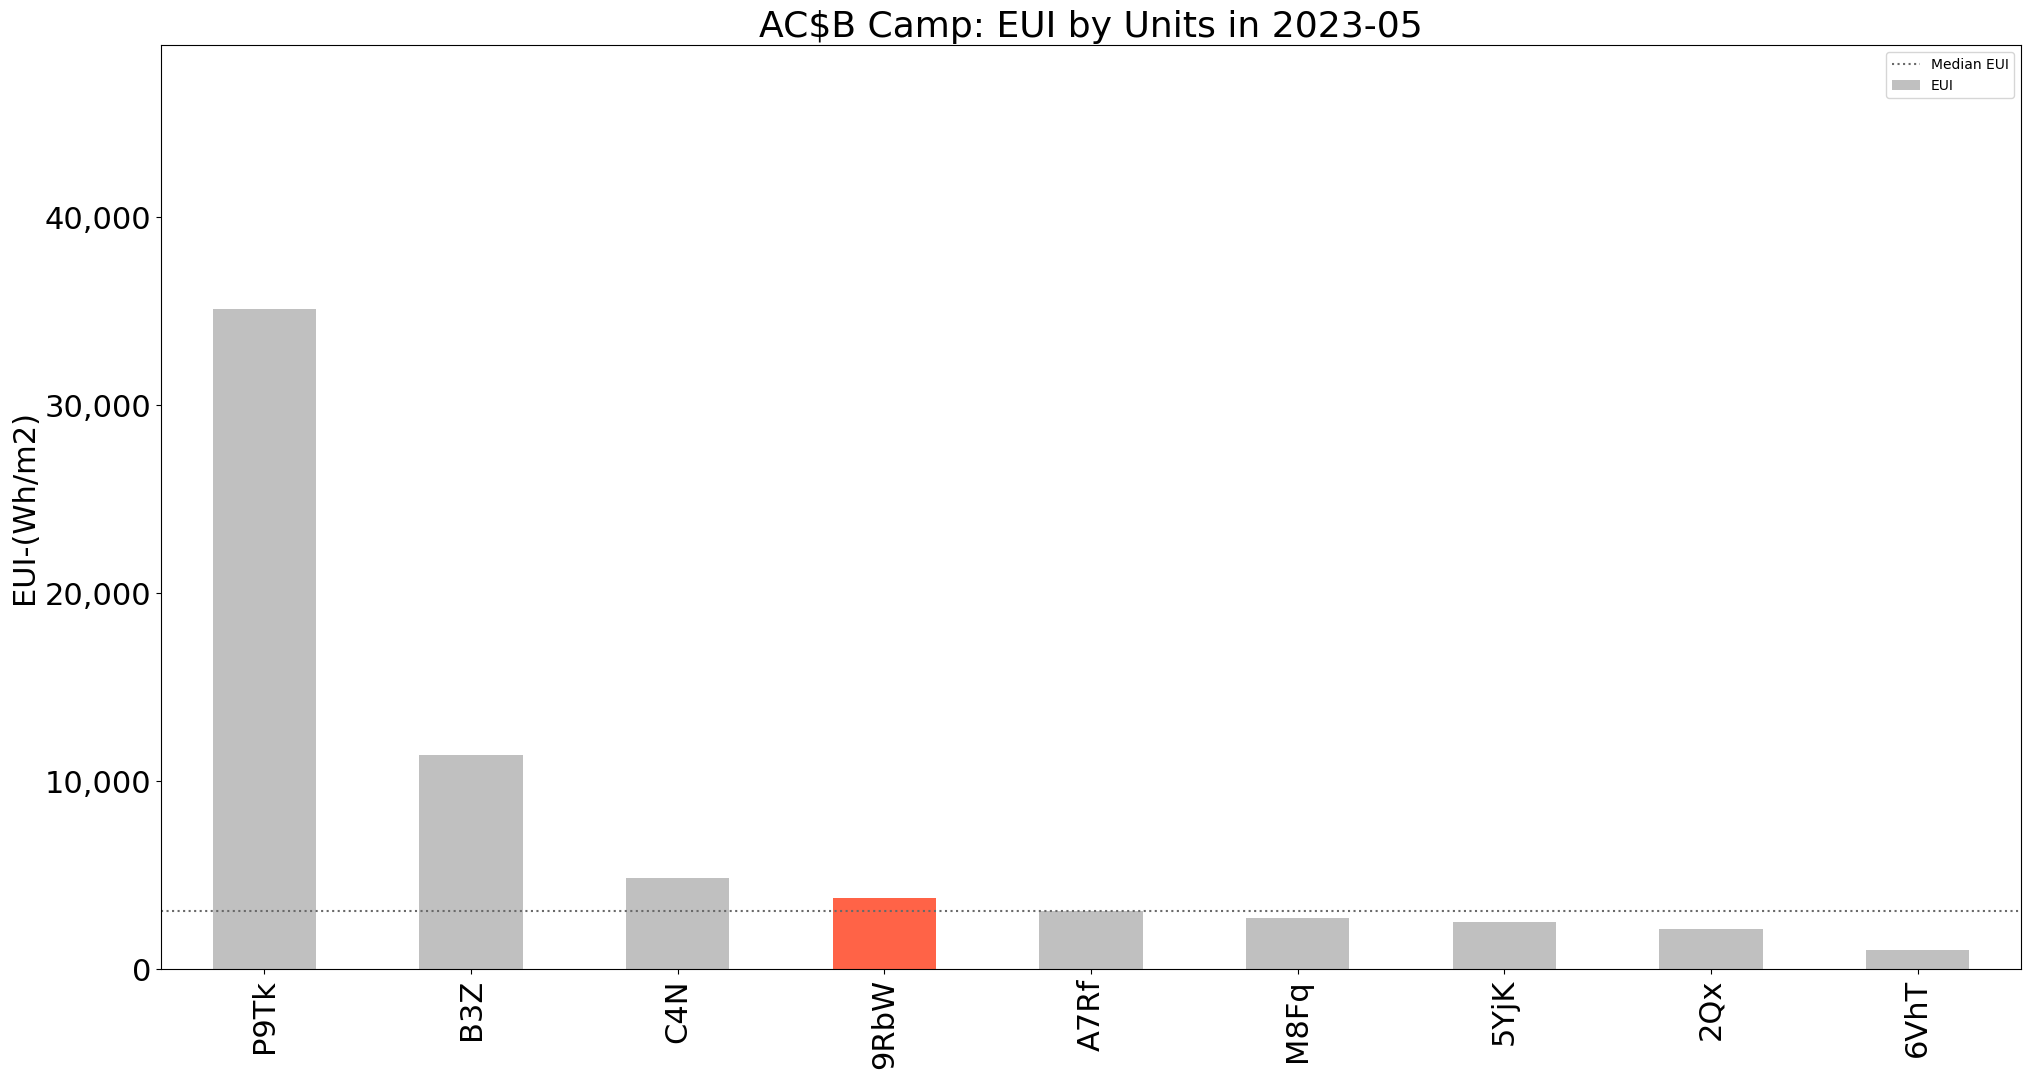 AC$B Camp: EUI by Units in 2023-05
Median EUI
EUI
EUI-(Wh/m2)
40,000
30,000
20,000
10,000
0
P9Tk
B3Z
C4N
9RbW
A7Rf
M8Fq
5YjK
2Qx
6VhT